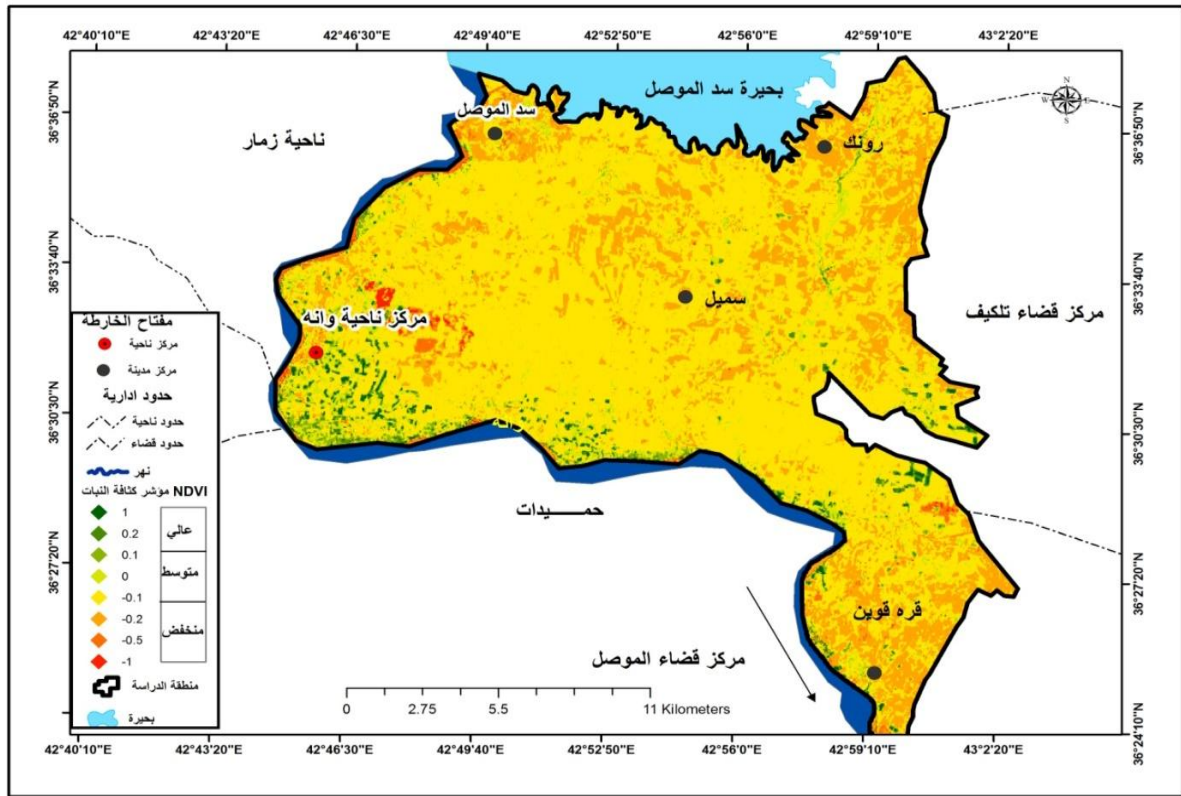 42°40'10"E 42°43'20"E 42°46'30"E 42°49'40"E 42°52'50"E 42°56'0"E 42°59'10"E 43°2'20"E
بحيرة سد الموصل
36°36'50"N
36°36'50"N
سد الموصل
ناحية زمار
رونك
N
W E
S
36°33'40"N
36°33'40"N
سميل
مركز قضاء تلكيف
مركز ناحية وانه
36°30'30"N
36°30'30"N
حمـــيدات
36°27'20"N
36°27'20"N
قره قوين
مركز قضاء الموصل
36°24'10"N
0 2.75 5.5 11 Kilometers
مفتاح الخارطة
مركز ناحية
مركز مدينة
حدود ادارية
حدود ناحية
حدود قضاء
نهر
مؤشر كثافة النبات NDVI
1
0.2
0.1
0
-0.1
-0.2
-0.5
-1
عالي
متوسط
منخفض
منطقة الدراسة
بحيرة
42°40'10"E 42°43'20"E 42°46'30"E 42°49'40"E 42°52'50"E 42°56'0"E 42°59'10"E 43°2'20"E